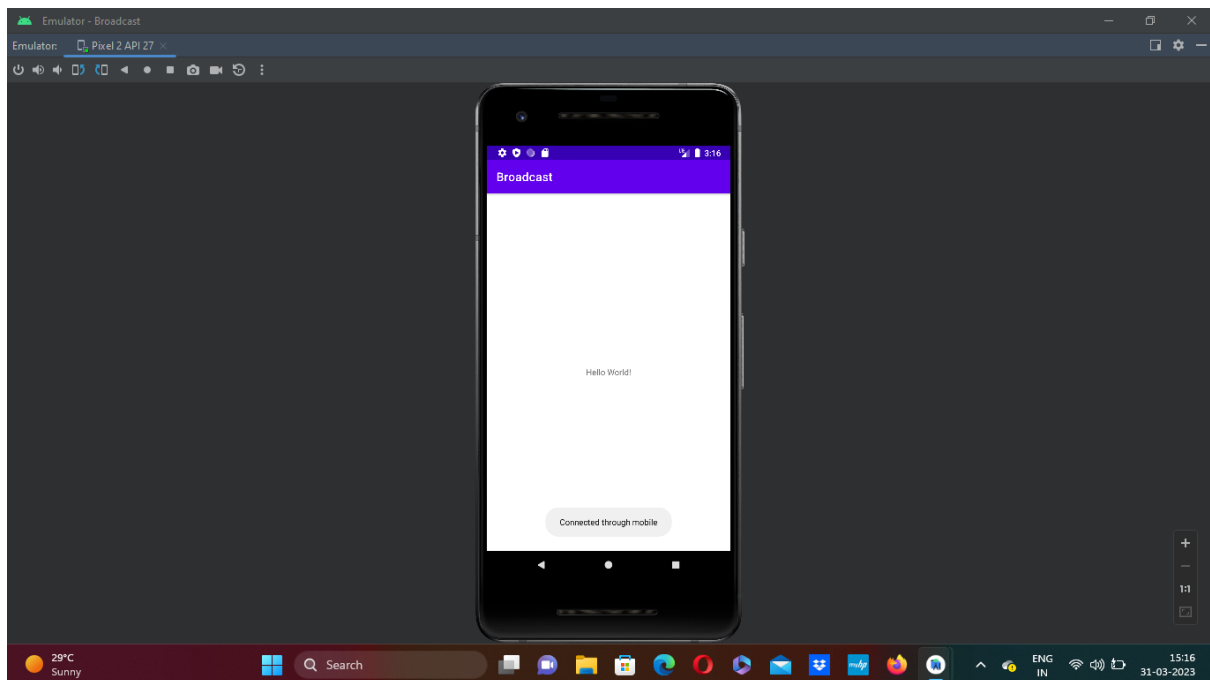 Emulator - Broadcast
Emulator: Pixel 2 API 27
3:16
Broadcast
Hello World!
Connected through mobile
1:1
29°C
Sunny
Search
mhp
ENG
IN
15:16
31-03-2023